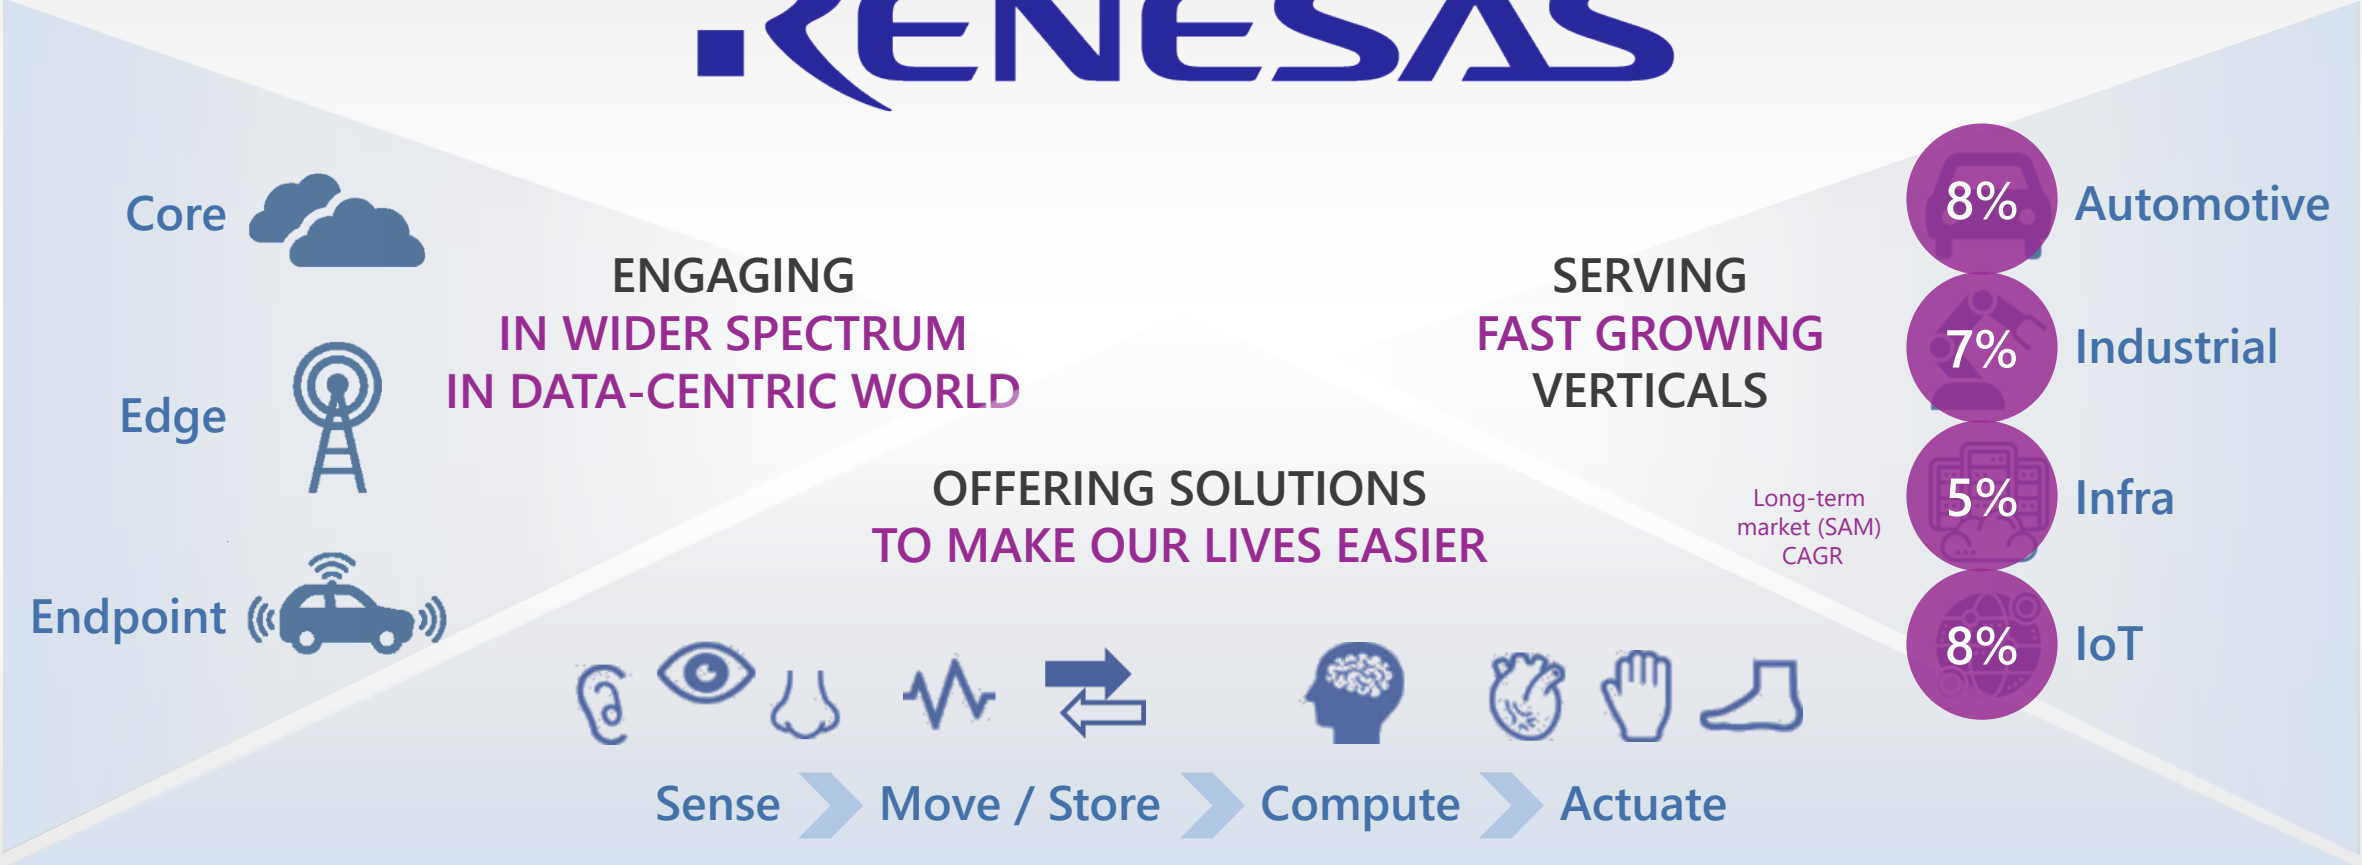 RENESAS
Core
Edge
Endpoint
ENGAGING
IN WIDER SPECTRUM
IN DATA-CENTRIC WORLD
OFFERING SOLUTIONS
TO MAKE OUR LIVES EASIER
SERVING
FAST GROWING
VERTICALS
Long-term
market (SAM)
CAGR
8% Automotive
7% Industrial
5% Infra
8% IoT
Sense Move / Store Compute Actuate